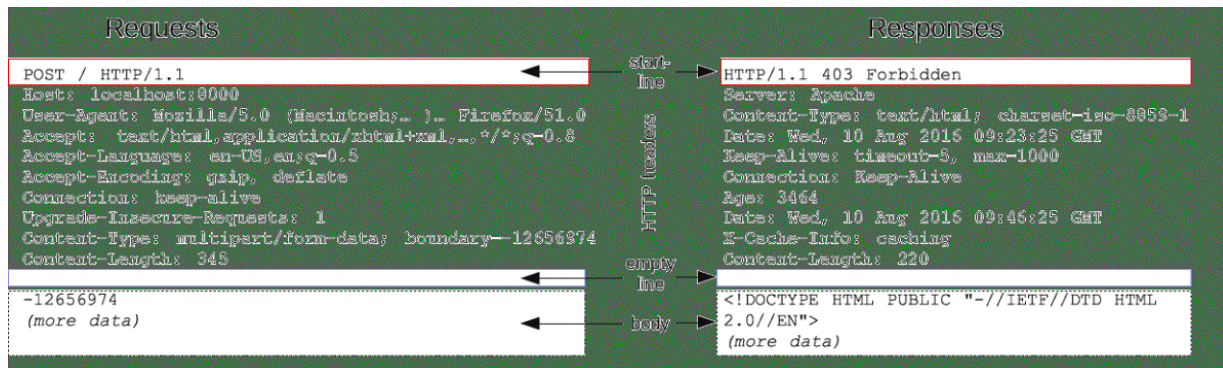 Requests
POST / HTTP/1.1
Host: localhost:8000
User-Agent: Mozilla/5.0 (Macintosh;… )… Firefox/51.0
Accept: text/html,application/xhtml+xml,…,*/*;q=0.8
Accept-Language: en-US,en;q=0.5
Accept-Encoding: gzip, deflate
Connection: keep-alive
Upgrade-Insecure-Requests: 1
Content-Type: multipart/form-data; boundary=-12656974
Content-Length: 345
-12656974
(more data)
start-
line
HTTP headers
empty
line
body
Responses
HTTP/1.1 403 Forbidden
Server: Apache
Content-Type: text/html; charset=iso-8859-1
Date: Wed, 10 Aug 2016 09:23:25 GMT
Keep-Alive: timeout=5, max=1000
Connection: Keep-Alive
Age: 3464
Date: Wed, 10 Aug 2016 09:46:25 GMT
X-Cache-Info: caching
Content-Length: 220
<!DOCTYPE HTML PUBLIC "-//IETF//DTD HTML
2.0//EN">
(more data)